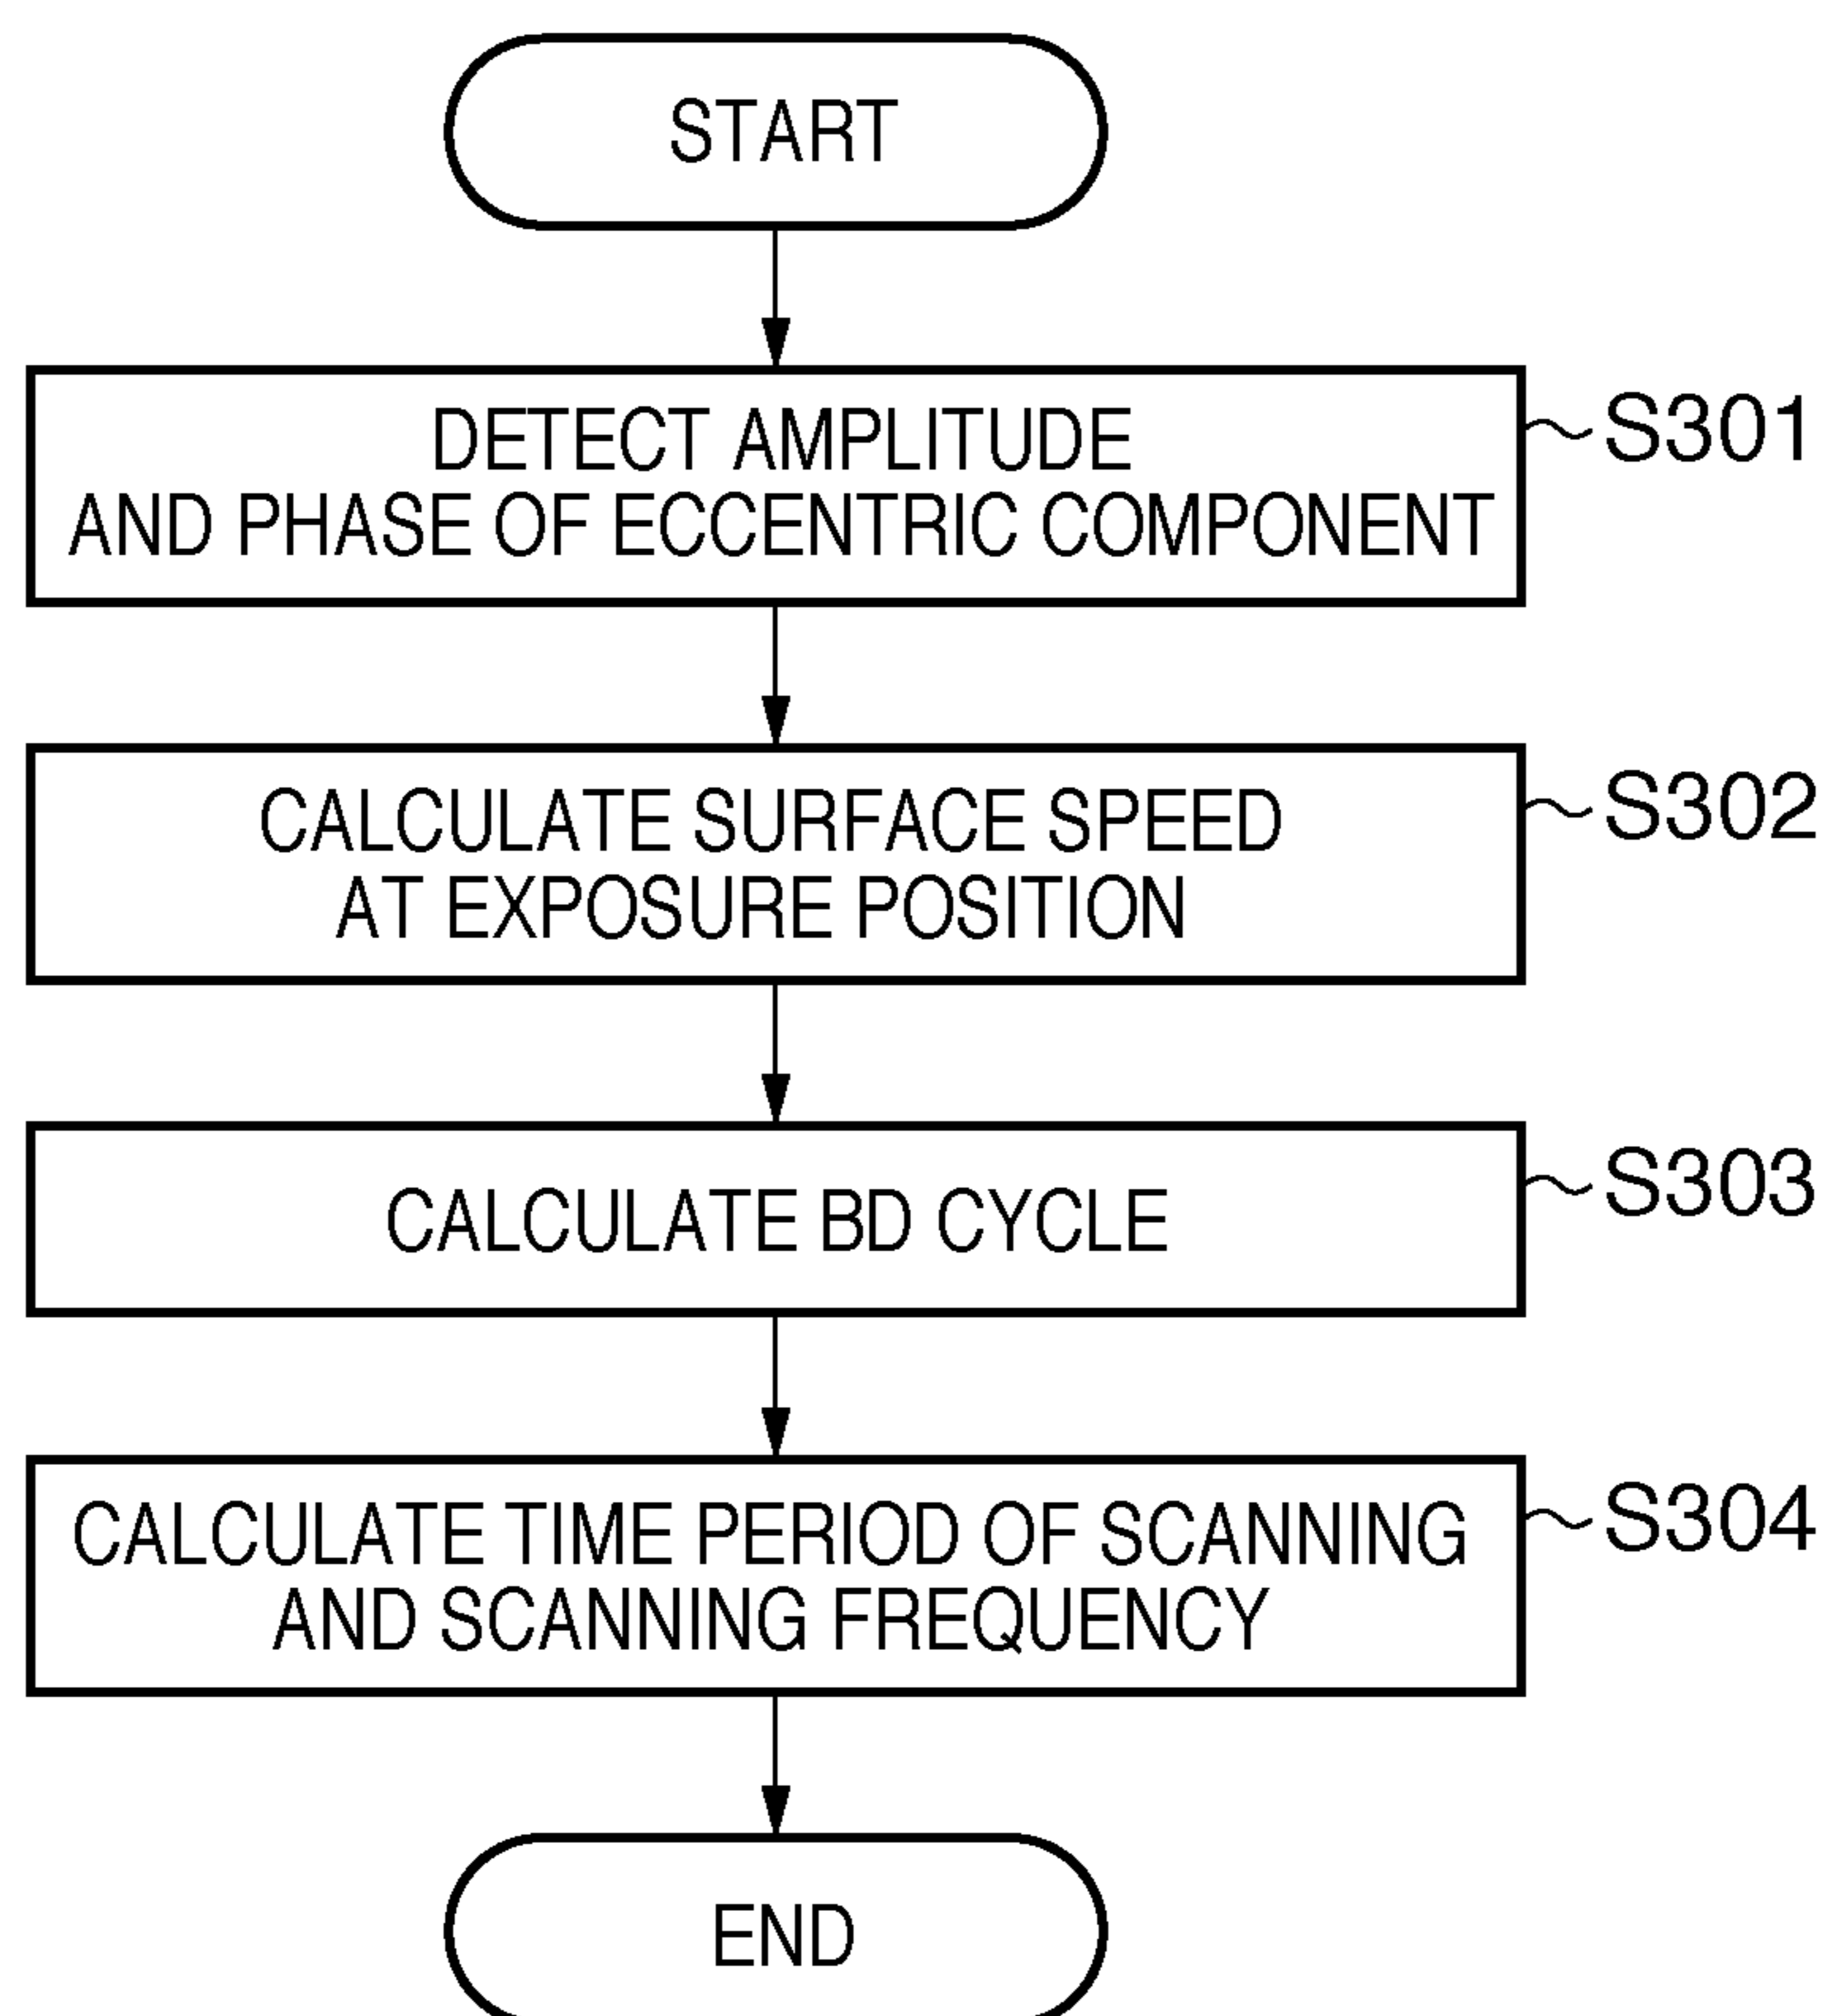 START
DETECT AMPLITUDE
AND PHASE OF ECCENTRIC COMPONENT
S301
CALCULATE SURFACE SPEED
AT EXPOSURE POSITION
S302
CALCULATE BD CYCLE
S303
CALCULATE TIME PERIOD OF SCANNING
AND SCANNING FREQUENCY
S304
END